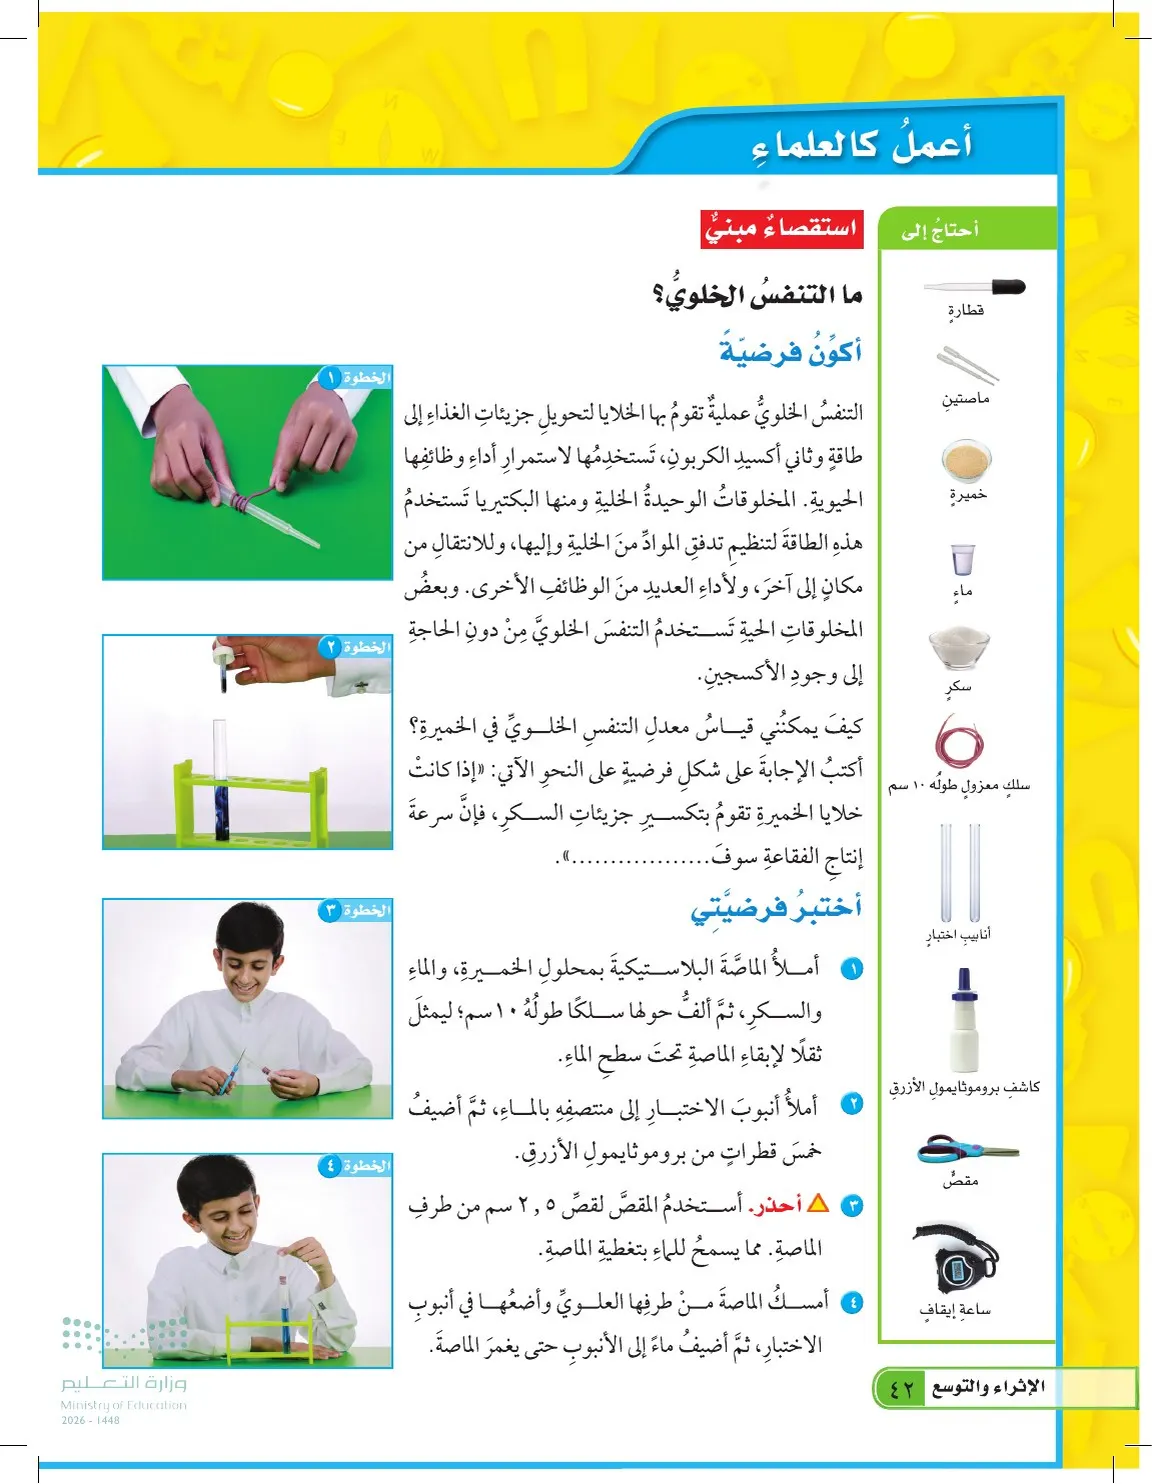 أعملُ كالعلماءِ
أحتاجُ إلى
قطارةٍ
ماصتينِ
خميرةٍ
ماءٍ
سكرٍ
سلكٍ معزولٍ طولُه ١٠ سم
أنابيبِ اختبارٍ
كاشفِ بروموثايمولِ الأزرقِ
مقصٌّ
ساعةِ إيقافٍ
استقصاءٌ مبنيٌّ
ما التنفسُ الخلويُّ؟
أكوِّنُ فرضيّةً
التنفسُ الخلويُّ عمليةٌ تقومُ بها الخلايا لتحويلِ جزيئاتِ الغذاءِ إلى
طاقةٍ وثاني أكسيدِ الكربونِ، تَستخدِمُها لاستمرارِ أداءِ وظائفِها
الحيويةِ. المخلوقاتُ الوحيدةُ الخليةِ ومنها البكتيريا تَستخدمُ
هذهِ الطاقةَ لتنظيمِ تدفقِ الموادِّ منَ الخليةِ وإليها، وللانتقالِ من
مكانٍ إلى آخرَ، ولأداءِ العديدِ منَ الوظائفِ الأخرى. وبعضُ
المخلوقاتِ الحيةِ تَستخدمُ التنفسَ الخلويَّ مِنْ دونِ الحاجةِ
إلى وجودِ الأكسجينِ.
كيفَ يمكنُني قياسُ معدلِ التنفسِ الخلويِّ في الخميرةِ؟
أكتبُ الإجابةَ على شكلِ فرضيةٍ على النحوِ الآتي: «إذا كانتْ
خلايا الخميرةِ تقومُ بتكسيرِ جزيئاتِ السكرِ، فإنَّ سرعةَ
إنتاجِ الفقاعةِ سوفَ..................».
أختبرُ فرضيَّتِي
١ أملأُ الماصَّةَ البلاستيكيةَ بمحلولِ الخميرةِ، والماءِ
والسكرِ، ثمَّ ألفُّ حولها سلكًا طولُهُ ١٠سم؛ ليمثلَ
ثقلًا لإبقاءِ الماصةِ تحتَ سطحِ الماءِ.
٢ أملأُ أنبوبَ الاختبارِ إلى منتصفِهِ بالماءِ، ثمَّ أضيفُ
خمسَ قطراتٍ من بروموثايمولِ الأزرقِ.
٣ أحذر. أستخدمُ المقصَّ لقصِّ ٢,٥ سم من طرفِ
الماصةِ. مما يسمحُ للماءِ بتغطيةِ الماصةِ.
٤ أمسكُ الماصةَ منْ طرفِها العلويِّ وأضعُها في أنبوبِ
الاختبارِ، ثمَّ أضيفُ ماءً إلى الأنبوبِ حتى يغمرَ الماصةَ.
الخطوة ١
الخطوة ٢
الخطوة ٣
الخطوة ٤
الإثراء والتوسع ٤٢
وزارة التعليم
Ministry of Education
2026 - 1448